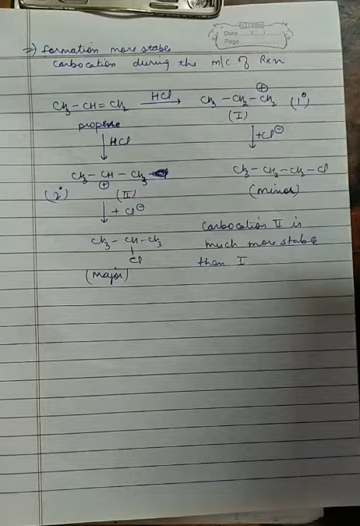 Date
Page
=) formation more stable
carbocation during the m/c of Rxn
CH₃ - CH = CH₂ HCl → CH₃ - CH₂ - CH₂ ⊕ (1°)
propene (I)
↓ HCl ↓ +Cl⊖
CH₃ - CH - CH₃ CH₃ - CH₂ - CH₂ - Cl
(2°) ⊕ (II) (Minor)
↓ + Cl⊖
CH₃ - CH - CH₃
Cl
(Major)
Carbocation II is
much more stable
than I